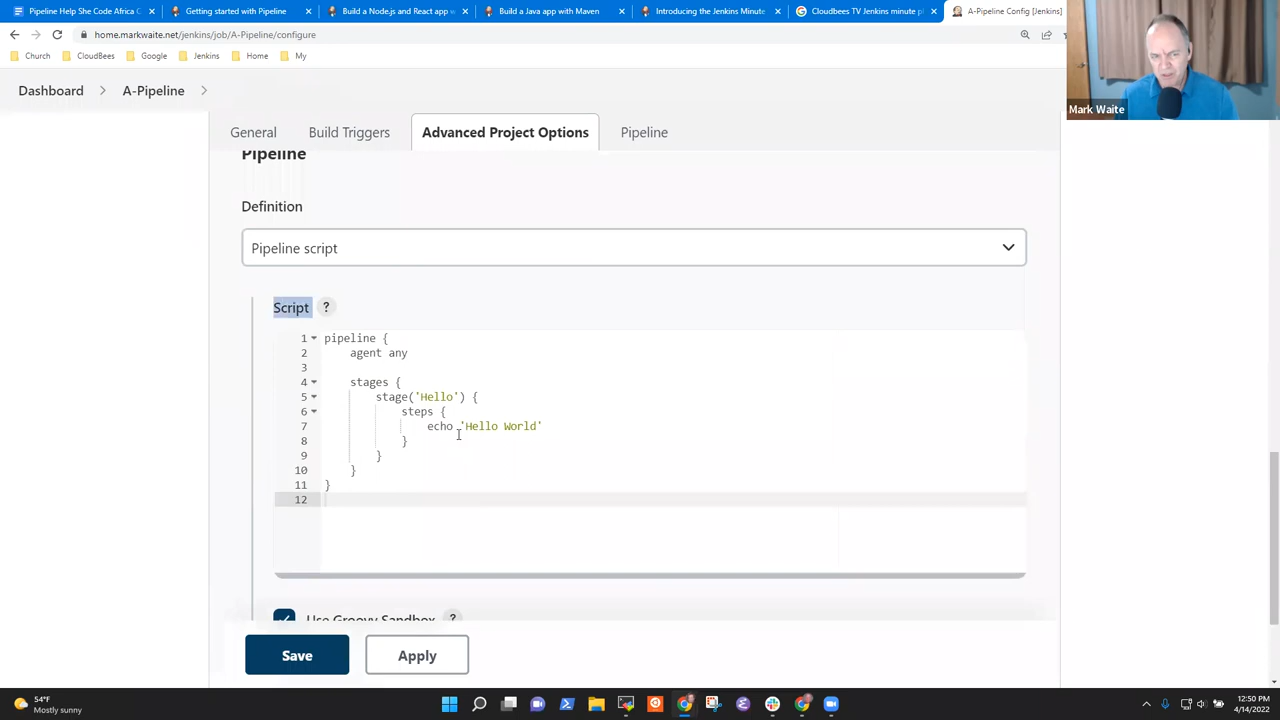 Pipeline Help She Code Africa C
Getting started with Pipeline
Build a Node.js and React app w
Build a Java app with Maven
Introducing the Jenkins Minute
Cloudbees TV Jenkins minute p
A-Pipeline Config [Jenkins]
home.markwaite.net/jenkins/job/A-Pipeline/configure
Church
CloudBees
Google
Jenkins
Home
My
Mark Waite
Dashboard
A-Pipeline
General
Build Triggers
Advanced Project Options
Pipeline
Pipeline
Definition
Pipeline script
Script ?
1 pipeline {
2 agent any
3
4 stages {
5 stage('Hello') {
6 steps {
7 echo 'Hello World'
8 }
9 }
10 }
11 }
12
Use Groovy Sandbox ?
Save
Apply
54°F
Mostly sunny
12:50 PM
4/14/2022